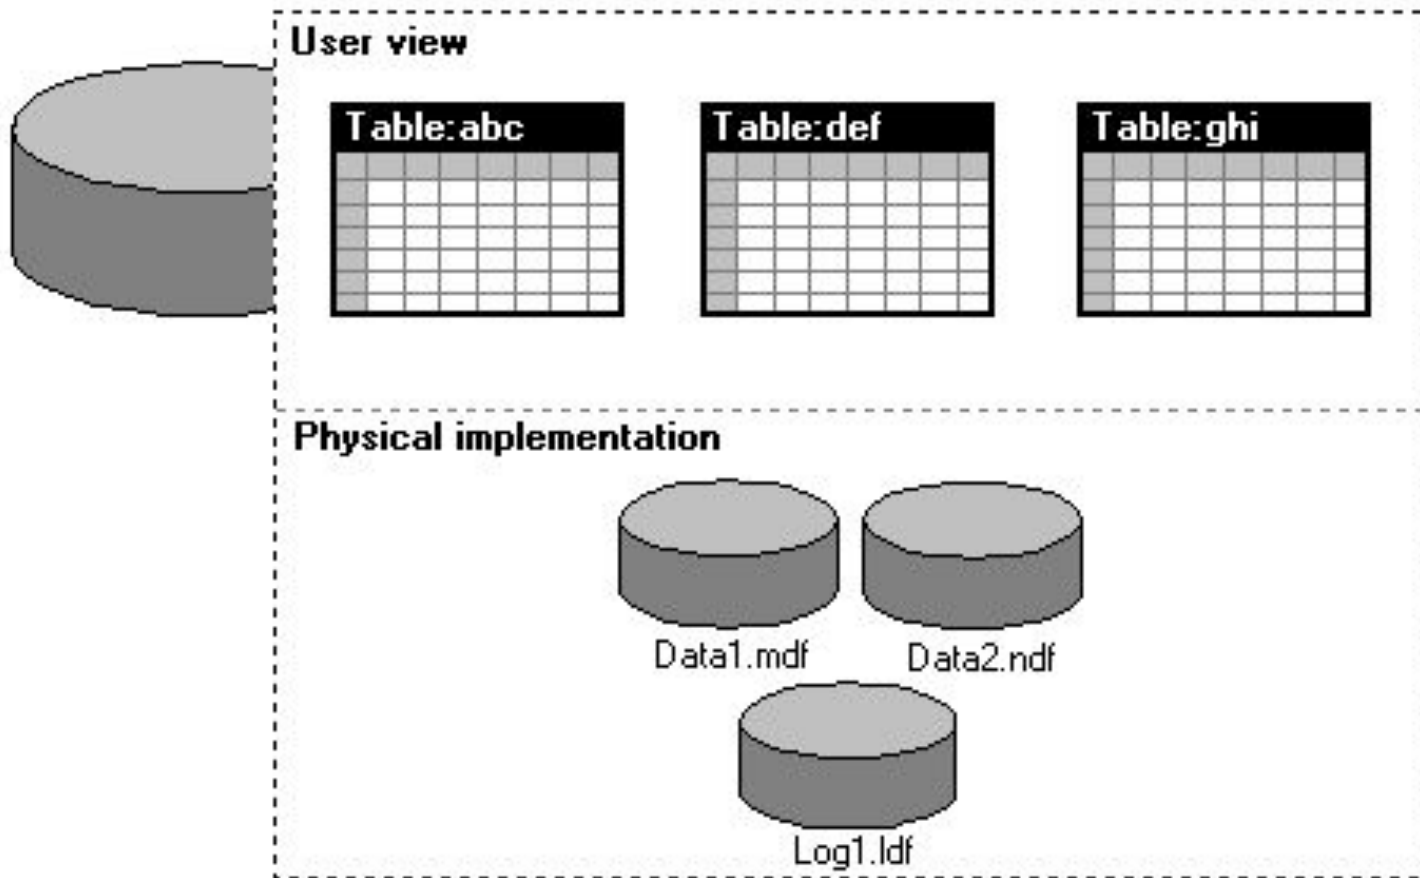 User view
Table:abc
Table:def
Table:ghi
Physical implementation
Data1.mdf
Data2.ndf
Log1.ldf